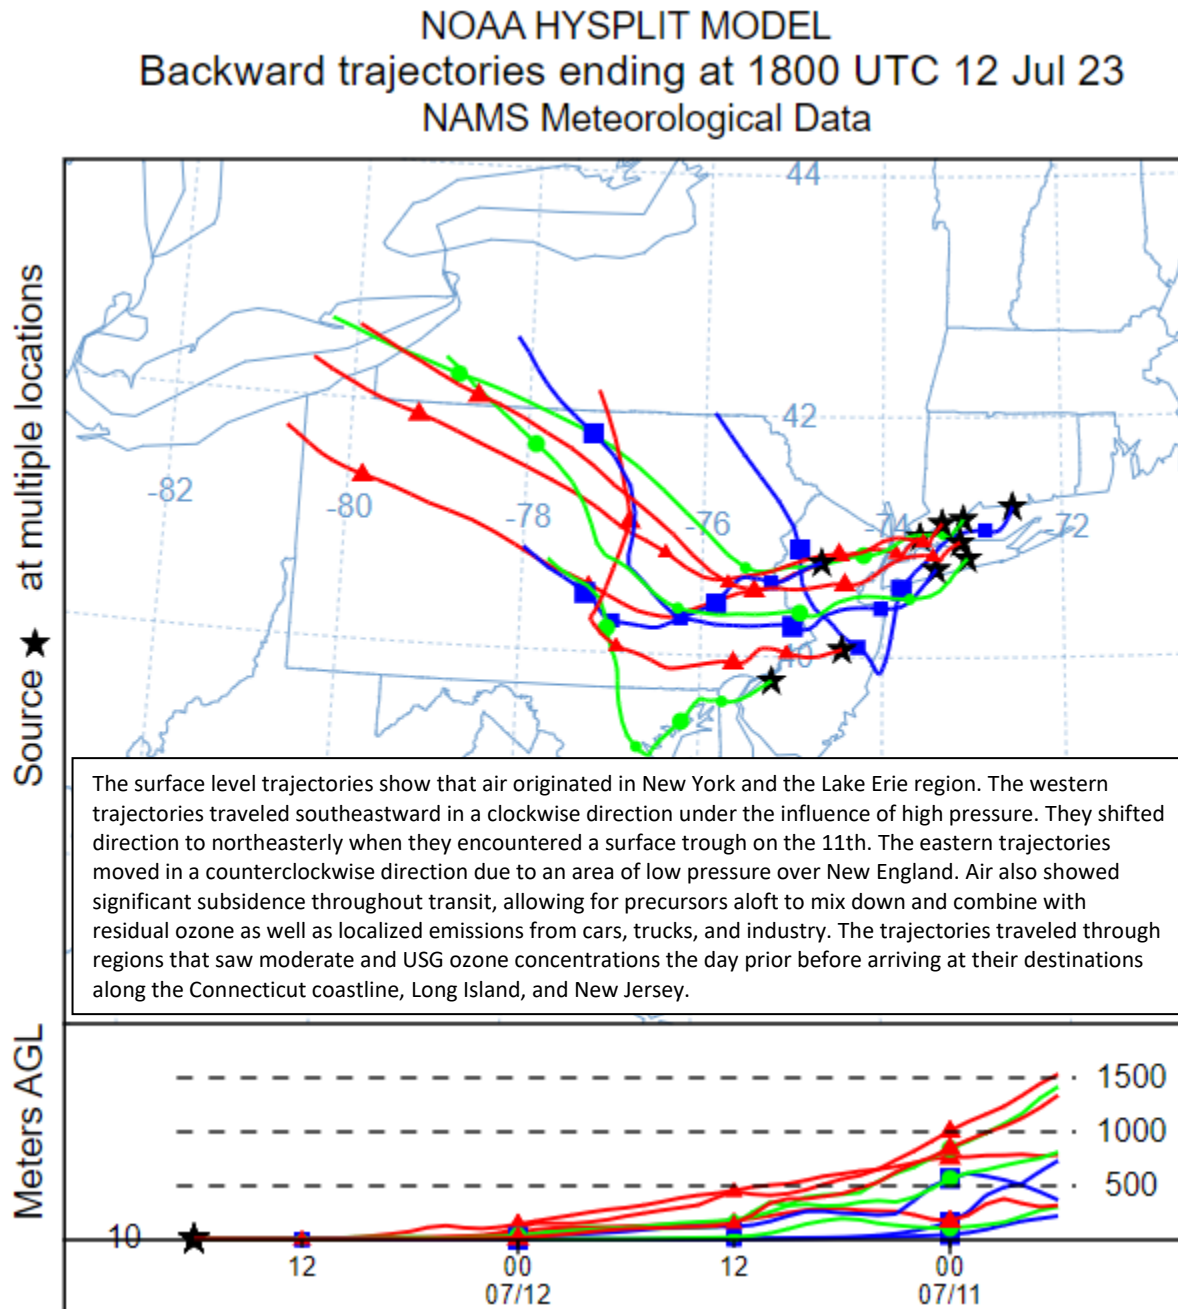 NOAA HYSPLIT MODEL
Backward trajectories ending at 1800 UTC 12 Jul 23
NAMS Meteorological Data
Source ★ at multiple locations
44
42
-82
-80
-78
-76
-74
-72
40
The surface level trajectories show that air originated in New York and the Lake Erie region. The western
trajectories traveled southeastward in a clockwise direction under the influence of high pressure. They shifted
direction to northeasterly when they encountered a surface trough on the 11th. The eastern trajectories
moved in a counterclockwise direction due to an area of low pressure over New England. Air also showed
significant subsidence throughout transit, allowing for precursors aloft to mix down and combine with
residual ozone as well as localized emissions from cars, trucks, and industry. The trajectories traveled through
regions that saw moderate and USG ozone concentrations the day prior before arriving at their destinations
along the Connecticut coastline, Long Island, and New Jersey.
Meters AGL
1500
1000
500
10
12 00 12 00
07/12 07/11